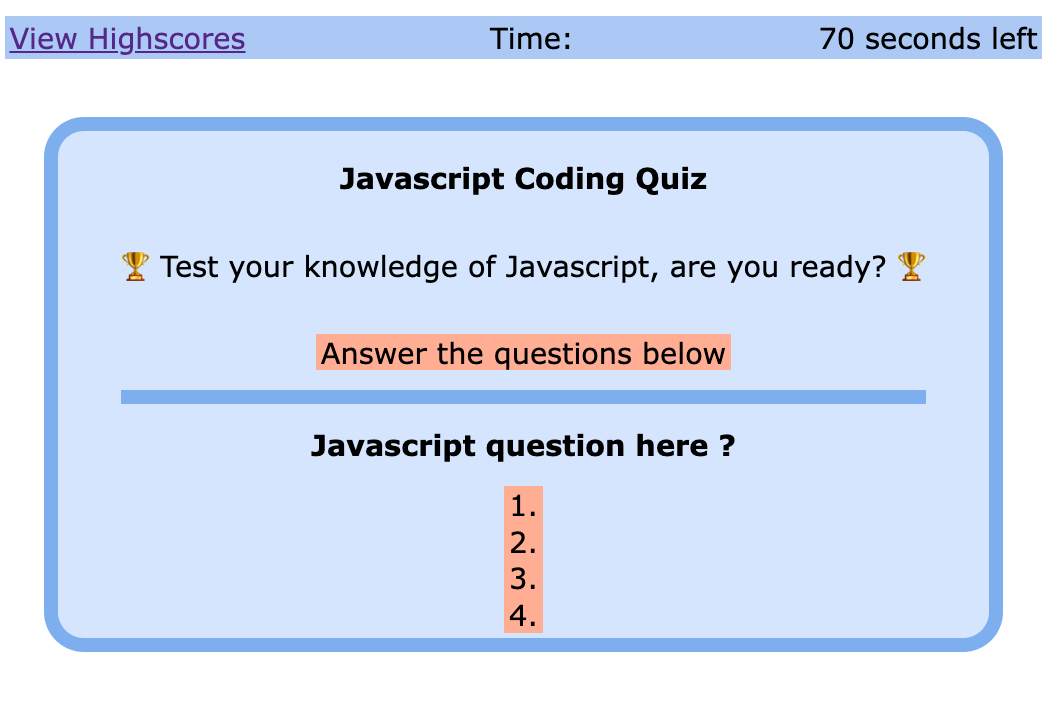 View Highscores Time: 70 seconds left
Javascript Coding Quiz
🏆 Test your knowledge of Javascript, are you ready? 🏆
Answer the questions below
Javascript question here ?
1.
2.
3.
4.